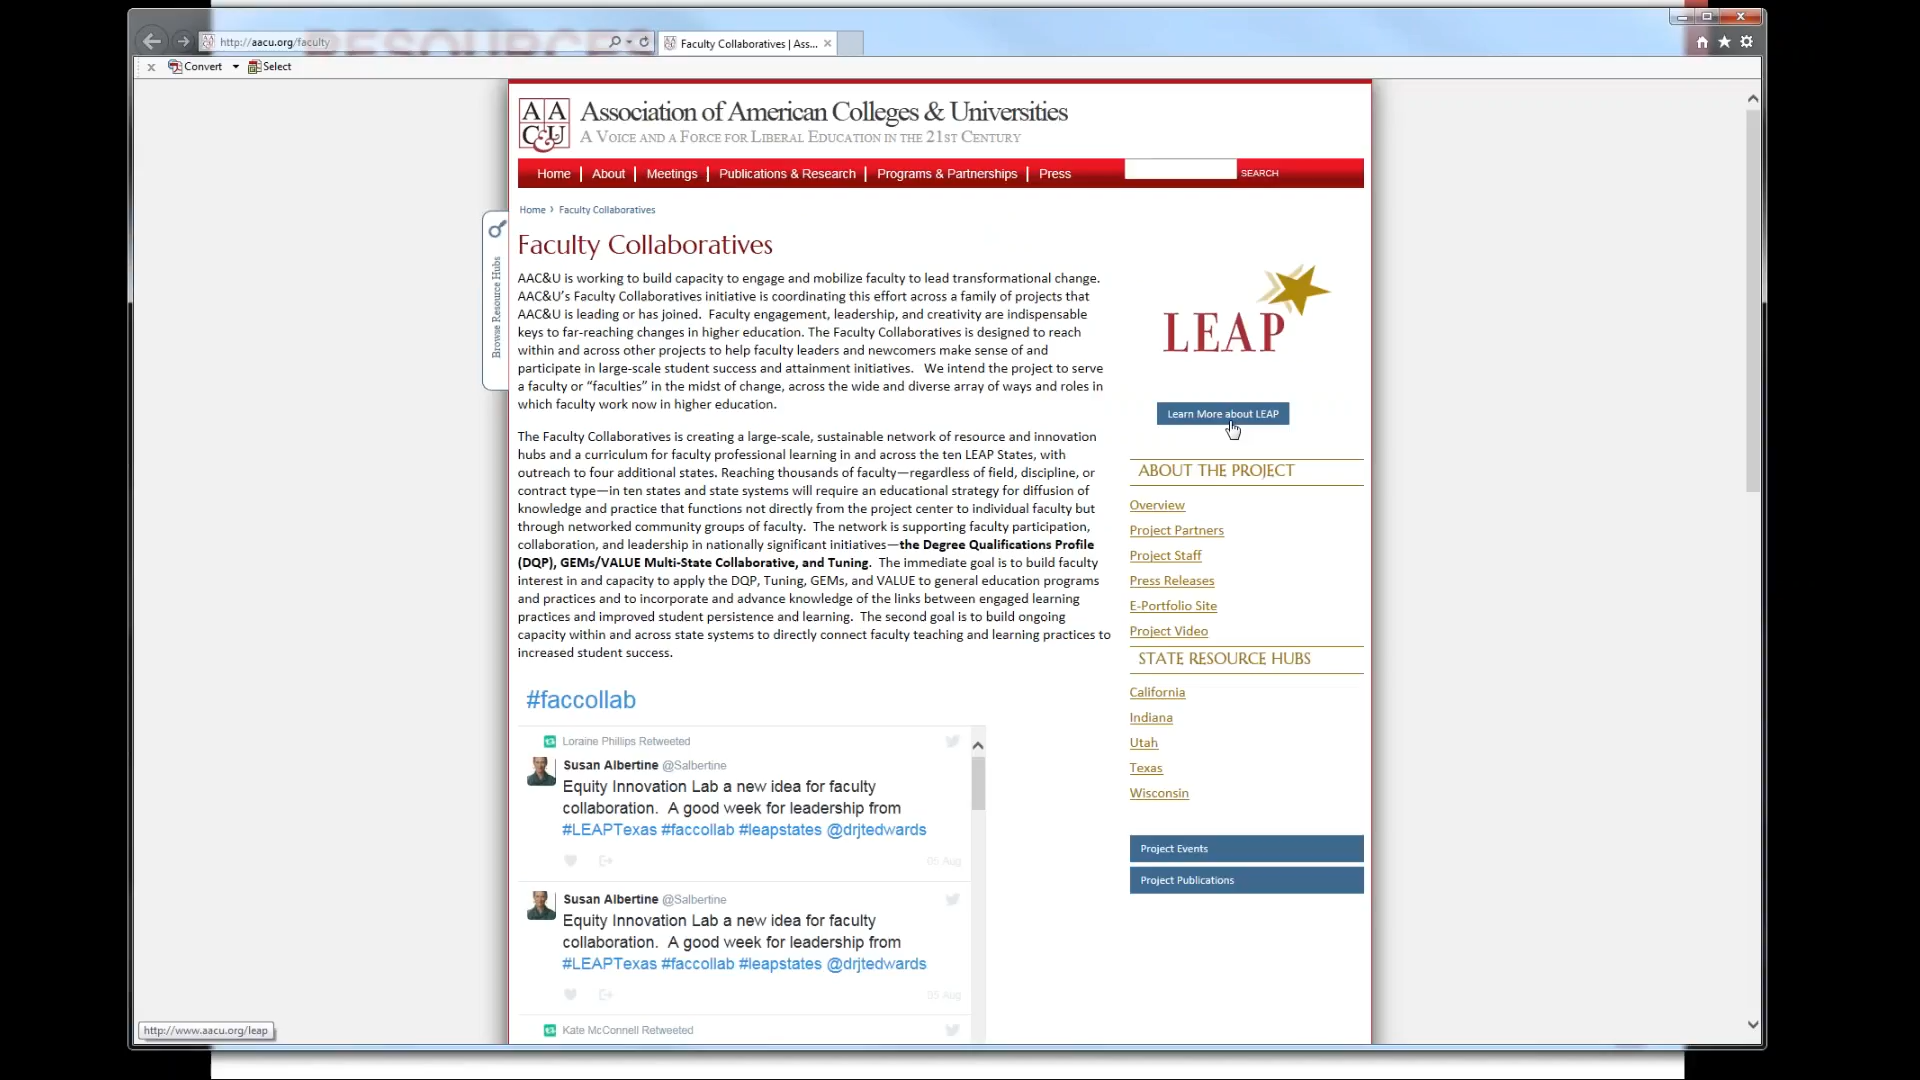 http://aacu.org/faculty
Faculty Collaboratives | Ass...
Convert
Select
AAC&U
Association of American Colleges & Universities
A Voice and a Force for Liberal Education in the 21st Century
Home
About
Meetings
Publications & Research
Programs & Partnerships
Press
SEARCH
Home › Faculty Collaboratives
Browse Resource Hubs
Faculty Collaboratives
AAC&U is working to build capacity to engage and mobilize faculty to lead transformational change.
AAC&U's Faculty Collaboratives initiative is coordinating this effort across a family of projects that
AAC&U is leading or has joined. Faculty engagement, leadership, and creativity are indispensable
keys to far-reaching changes in higher education. The Faculty Collaboratives is designed to reach
within and across other projects to help faculty leaders and newcomers make sense of and
participate in large-scale student success and attainment initiatives. We intend the project to serve
a faculty or “faculties” in the midst of change, across the wide and diverse array of ways and roles in
which faculty work now in higher education.
The Faculty Collaboratives is creating a large-scale, sustainable network of resource and innovation
hubs and a curriculum for faculty professional learning in and across the ten LEAP States, with
outreach to four additional states. Reaching thousands of faculty—regardless of field, discipline, or
contract type—in ten states and state systems will require an educational strategy for diffusion of
knowledge and practice that functions not directly from the project center to individual faculty but
through networked community groups of faculty. The network is supporting faculty participation,
collaboration, and leadership in nationally significant initiatives—the Degree Qualifications Profile
(DQP), GEMs/VALUE Multi-State Collaborative, and Tuning. The immediate goal is to build faculty
interest in and capacity to apply the DQP, Tuning, GEMs, and VALUE to general education programs
and practices and to incorporate and advance knowledge of the links between engaged learning
practices and improved student persistence and learning. The second goal is to build ongoing
capacity within and across state systems to directly connect faculty teaching and learning practices to
increased student success.
#faccollab
Loraine Phillips Retweeted
Susan Albertine @Salbertine
Equity Innovation Lab a new idea for faculty
collaboration. A good week for leadership from
#LEAPTexas #faccollab #leapstates @drjtedwards
05 Aug
Susan Albertine @Salbertine
Equity Innovation Lab a new idea for faculty
collaboration. A good week for leadership from
#LEAPTexas #faccollab #leapstates @drjtedwards
05 Aug
Kate McConnell Retweeted
LEAP
Learn More about LEAP
ABOUT THE PROJECT
Overview
Project Partners
Project Staff
Press Releases
E-Portfolio Site
Project Video
STATE RESOURCE HUBS
California
Indiana
Utah
Texas
Wisconsin
Project Events
Project Publications
http://www.aacu.org/leap